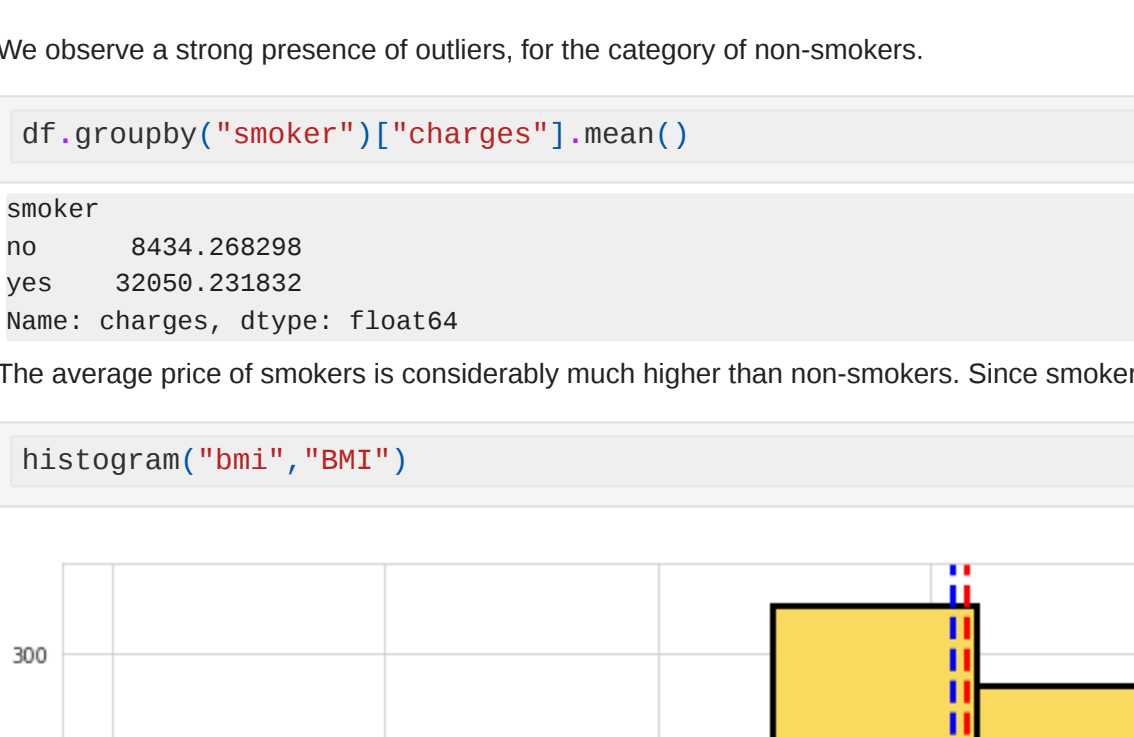 We observe a strong presence of outliers, for the category of non-smokers.
df.groupby("smoker")["charges"].mean()
smoker
no      8434.268298
yes    32050.231832
Name: charges, dtype: float64
The average price of smokers is considerably much higher than non-smokers. Since smoker
histogram("bmi","BMI")
300